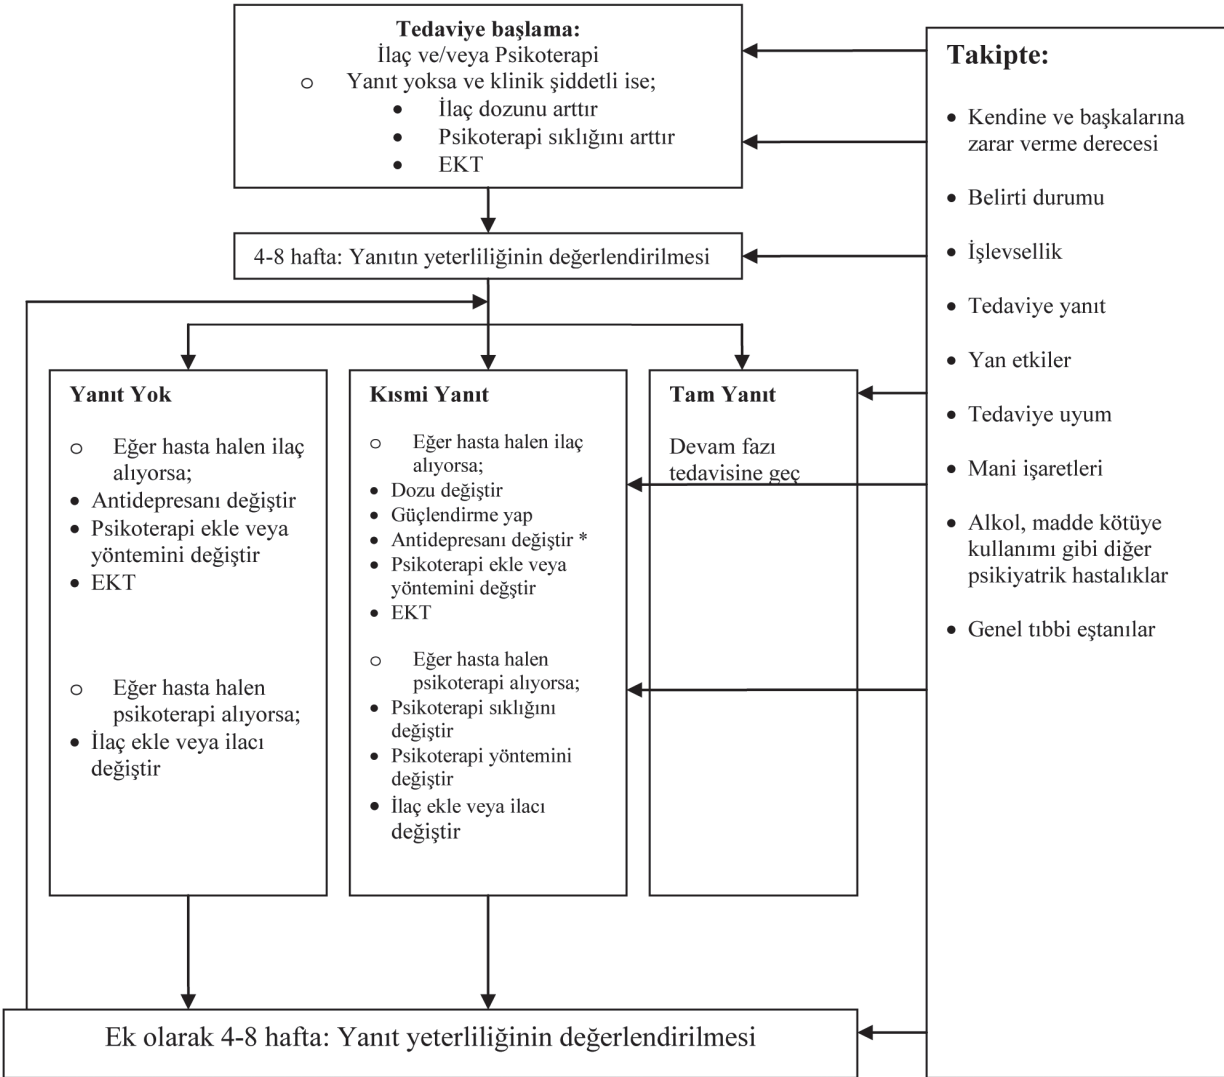 Tedaviye başlama:
İlaç ve/veya Psikoterapi
o Yanıt yoksa ve klinik şiddetli ise;
• İlaç dozunu arttır
• Psikoterapi sıklığını arttır
• EKT
4-8 hafta: Yanıtın yeterliliğinin değerlendirilmesi
Yanıt Yok
o Eğer hasta halen ilaç
alıyorsa;
• Antidepresanı değiştir
• Psikoterapi ekle veya
yöntemini değiştir
• EKT
o Eğer hasta halen
psikoterapi alıyorsa;
• İlaç ekle veya ilacı
değiştir
Kısmi Yanıt
o Eğer hasta halen ilaç
alıyorsa;
• Dozu değiştir
• Güçlendirme yap
• Antidepresanı değiştir *
• Psikoterapi ekle veya
yöntemini değştir
• EKT
o Eğer hasta halen
psikoterapi alıyorsa;
• Psikoterapi sıklığını
değiştir
• Psikoterapi yöntemini
değiştir
• İlaç ekle veya ilacı
değiştir
Tam Yanıt
Devam fazı
tedavisine geç
Ek olarak 4-8 hafta: Yanıt yeterliliğinin değerlendirilmesi
Takipte:
• Kendine ve başkalarına
zarar verme derecesi
• Belirti durumu
• İşlevsellik
• Tedaviye yanıt
• Yan etkiler
• Tedaviye uyum
• Mani işaretleri
• Alkol, madde kötüye
kullanımı gibi diğer
psikiyatrik hastalıklar
• Genel tıbbi eştanılar